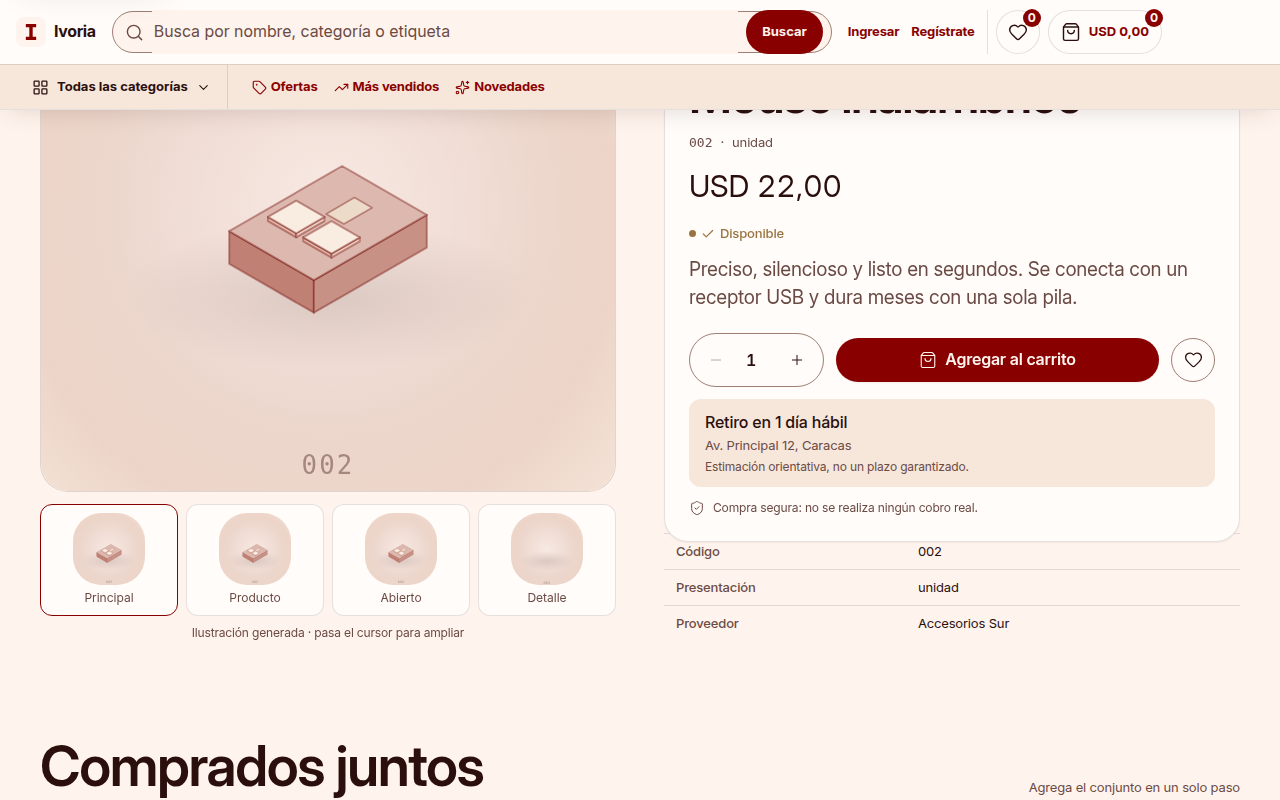 I Ivoria
Busca por nombre, categoría o etiqueta
Buscar
Ingresar Regístrate
0
USD 0,00
0
Todas las categorías
Ofertas
Más vendidos
Novedades
002 · unidad
USD 22,00
Disponible
Preciso, silencioso y listo en segundos. Se conecta con un
receptor USB y dura meses con una sola pila.
1
Agregar al carrito
Retiro en 1 día hábil
Av. Principal 12, Caracas
Estimación orientativa, no un plazo garantizado.
Compra segura: no se realiza ningún cobro real.
002
Principal
Producto
Abierto
Detalle
Ilustración generada · pasa el cursor para ampliar
Código 002
Presentación unidad
Proveedor Accesorios Sur
Comprados juntos
Agrega el conjunto en un solo paso